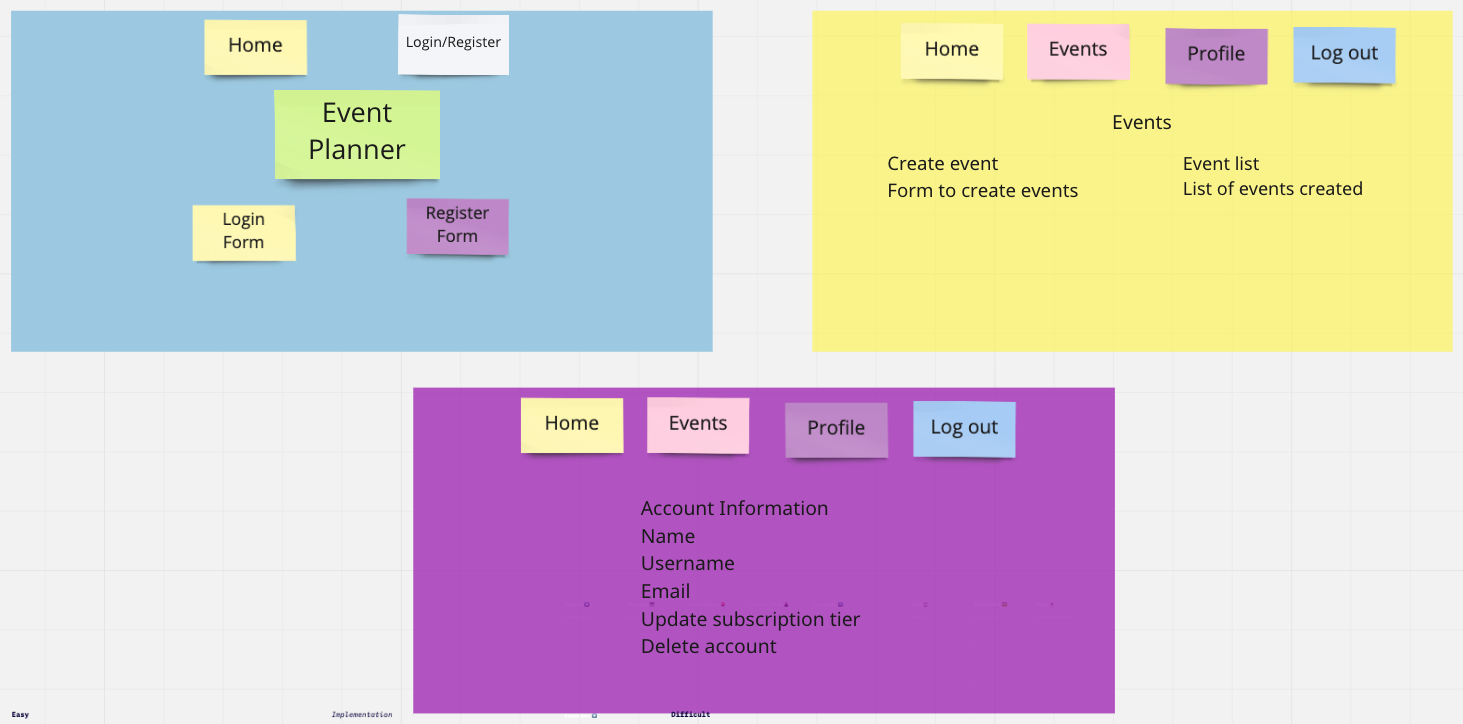 Home
Login/Register
Event
Planner
Login
Form
Register
Form
Home
Events
Profile
Log out
Events
Create event
Form to create events
Event list
List of events created
Home
Events
Profile
Log out
Account Information
Name
Username
Email
Update subscription tier
Delete account
Easy
Implementation
Difficult